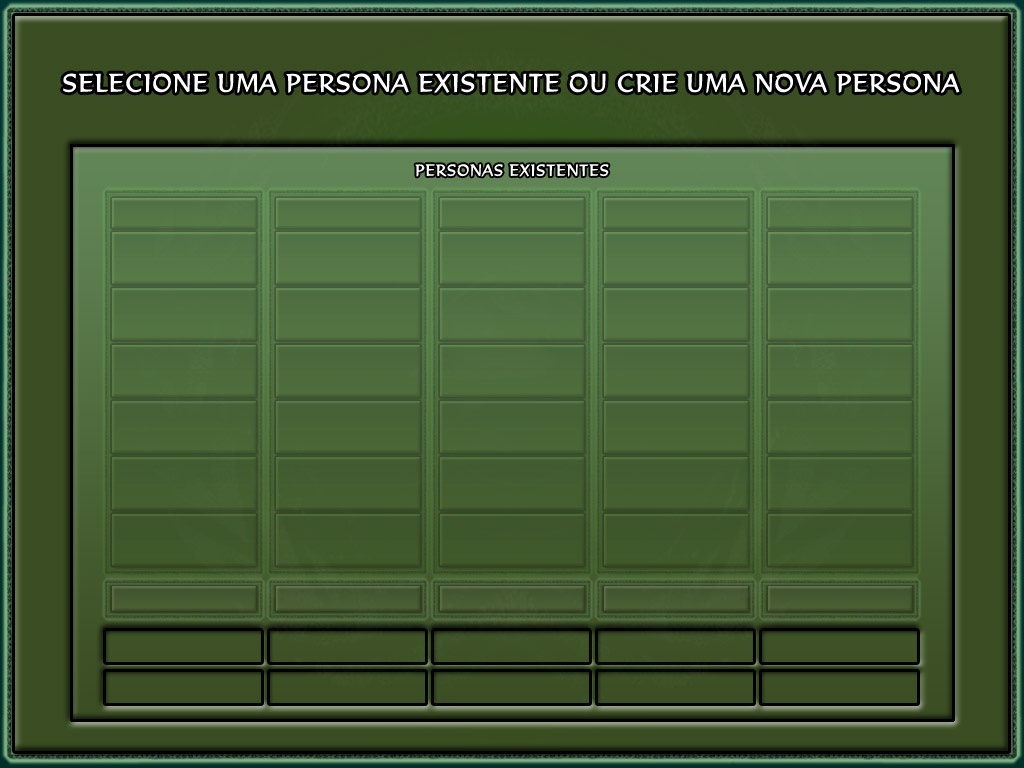 SELECIONE UMA PERSONA EXISTENTE OU CRIE UMA NOVA PERSONA
PERSONAS EXISTENTES